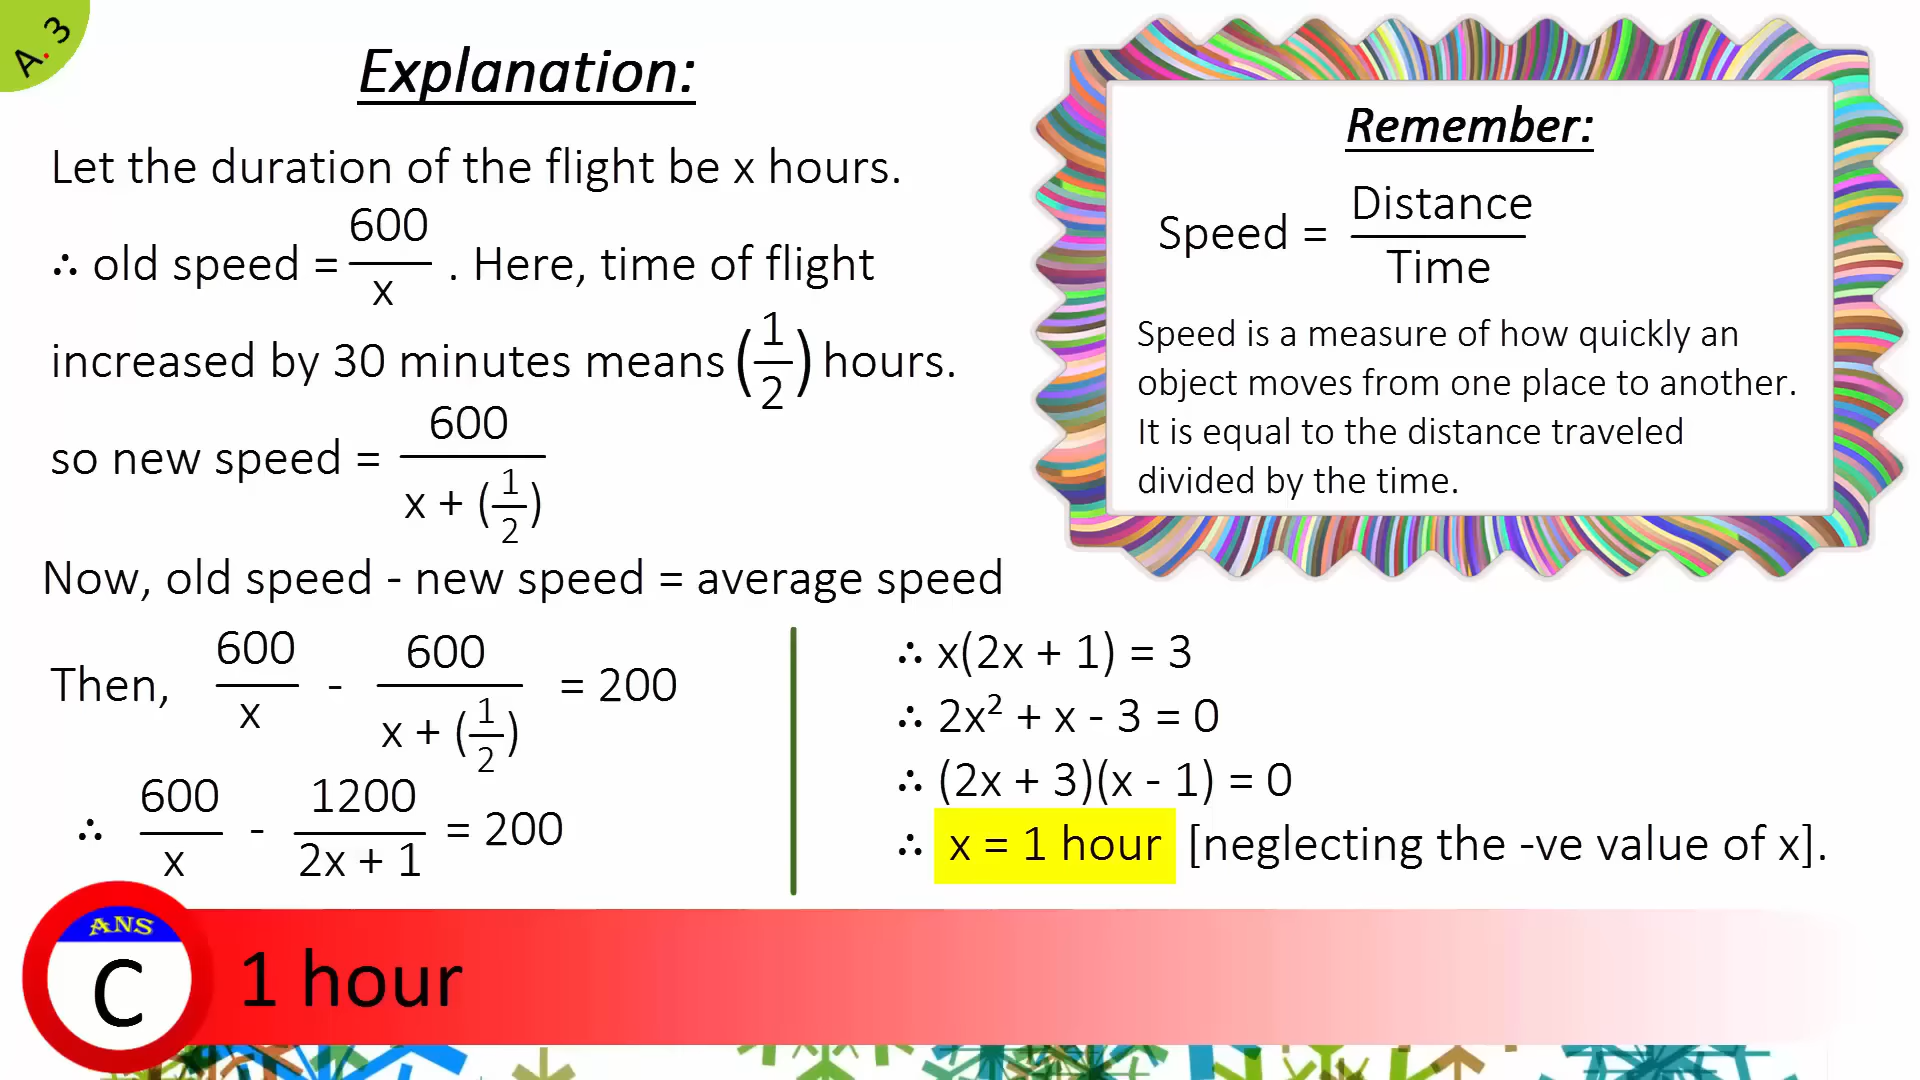 A.3
Explanation:
Let the duration of the flight be x hours.
∴ old speed = 600/x . Here, time of flight
increased by 30 minutes means (1/2) hours.
so new speed = 600/(x + (1/2))
Now, old speed - new speed = average speed
Then, 600/x - 600/(x + (1/2)) = 200
∴ 600/x - 1200/(2x + 1) = 200
∴ x(2x + 1) = 3
∴ 2x² + x - 3 = 0
∴ (2x + 3)(x - 1) = 0
∴ x = 1 hour [neglecting the -ve value of x].
Remember:
Speed = Distance/Time
Speed is a measure of how quickly an
object moves from one place to another.
It is equal to the distance traveled
divided by the time.
ANS
C
1 hour